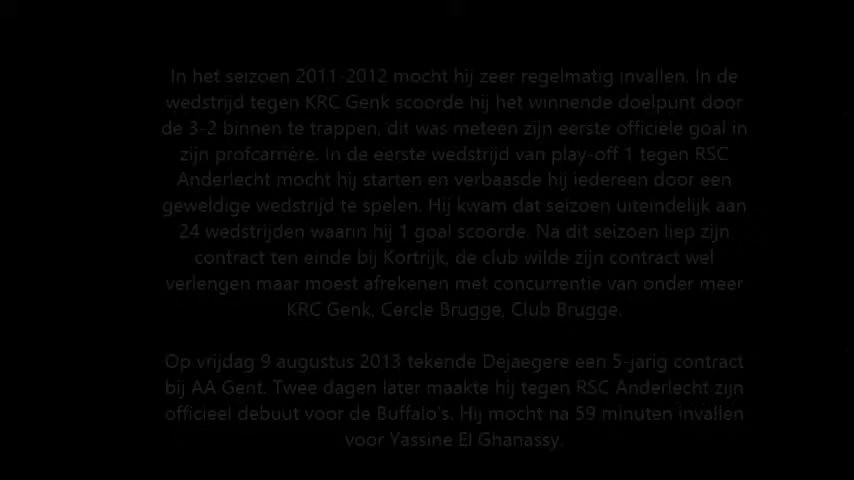 In het seizoen 2011-2012 mocht hij zeer regelmatig invallen. In de
wedstrijd tegen KRC Genk scoorde hij het winnende doelpunt door
de 3-2 binnen te trappen, dit was meteen zijn eerste officiële goal in
zijn profcarrière. In de eerste wedstrijd van play-off 1 tegen RSC
Anderlecht mocht hij starten en verbaasde hij iedereen door een
geweldige wedstrijd te spelen. Hij kwam dat seizoen uiteindelijk aan
24 wedstrijden waarin hij 1 goal scoorde. Na dit seizoen liep zijn
contract ten einde bij Kortrijk, de club wilde zijn contract wel
verlengen maar moest afrekenen met concurrentie van onder meer
KRC Genk, Cercle Brugge, Club Brugge.
Op vrijdag 9 augustus 2013 tekende Dejaegere een 5-jarig contract
bij AA Gent. Twee dagen later maakte hij tegen RSC Anderlecht zijn
officieel debuut voor de Buffalo's. Hij mocht na 59 minuten invallen
voor Yassine El Ghanassy.